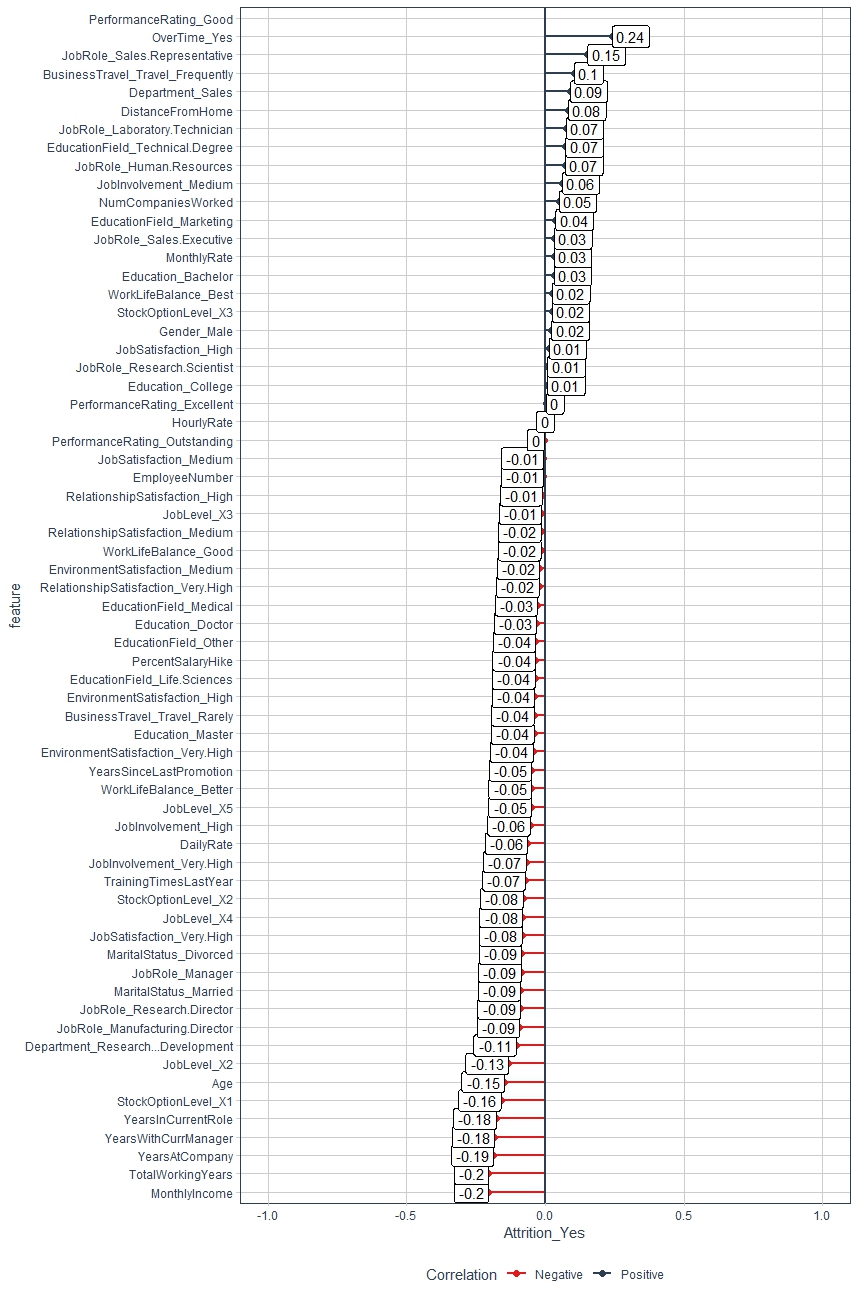 PerformanceRating_Good
OverTime_Yes 0.24
JobRole_Sales.Representative 0.15
BusinessTravel_Travel_Frequently 0.1
Department_Sales 0.09
DistanceFromHome 0.08
JobRole_Laboratory.Technician 0.07
EducationField_Technical.Degree 0.07
JobRole_Human.Resources 0.07
JobInvolvement_Medium 0.06
NumCompaniesWorked 0.05
EducationField_Marketing 0.04
JobRole_Sales.Executive 0.03
MonthlyRate 0.03
Education_Bachelor 0.03
WorkLifeBalance_Best 0.02
StockOptionLevel_X3 0.02
Gender_Male 0.02
JobSatisfaction_High 0.01
JobRole_Research.Scientist 0.01
Education_College 0.01
PerformanceRating_Excellent 0
HourlyRate 0
PerformanceRating_Outstanding 0
JobSatisfaction_Medium -0.01
EmployeeNumber -0.01
RelationshipSatisfaction_High -0.01
JobLevel_X3 -0.01
RelationshipSatisfaction_Medium -0.02
WorkLifeBalance_Good -0.02
EnvironmentSatisfaction_Medium -0.02
RelationshipSatisfaction_Very.High -0.02
EducationField_Medical -0.03
Education_Doctor -0.03
EducationField_Other -0.04
PercentSalaryHike -0.04
EducationField_Life.Sciences -0.04
EnvironmentSatisfaction_High -0.04
BusinessTravel_Travel_Rarely -0.04
Education_Master -0.04
EnvironmentSatisfaction_Very.High -0.04
YearsSinceLastPromotion -0.05
WorkLifeBalance_Better -0.05
JobLevel_X5 -0.05
JobInvolvement_High -0.06
DailyRate -0.06
JobInvolvement_Very.High -0.07
TrainingTimesLastYear -0.07
StockOptionLevel_X2 -0.08
JobLevel_X4 -0.08
JobSatisfaction_Very.High -0.08
MaritalStatus_Divorced -0.09
JobRole_Manager -0.09
MaritalStatus_Married -0.09
JobRole_Research.Director -0.09
JobRole_Manufacturing.Director -0.09
Department_Research...Development -0.11
JobLevel_X2 -0.13
Age -0.15
StockOptionLevel_X1 -0.16
YearsInCurrentRole -0.18
YearsWithCurrManager -0.18
YearsAtCompany -0.19
TotalWorkingYears -0.2
MonthlyIncome -0.2
feature
-1.0 -0.5 0.0 0.5 1.0
Attrition_Yes
Correlation Negative Positive